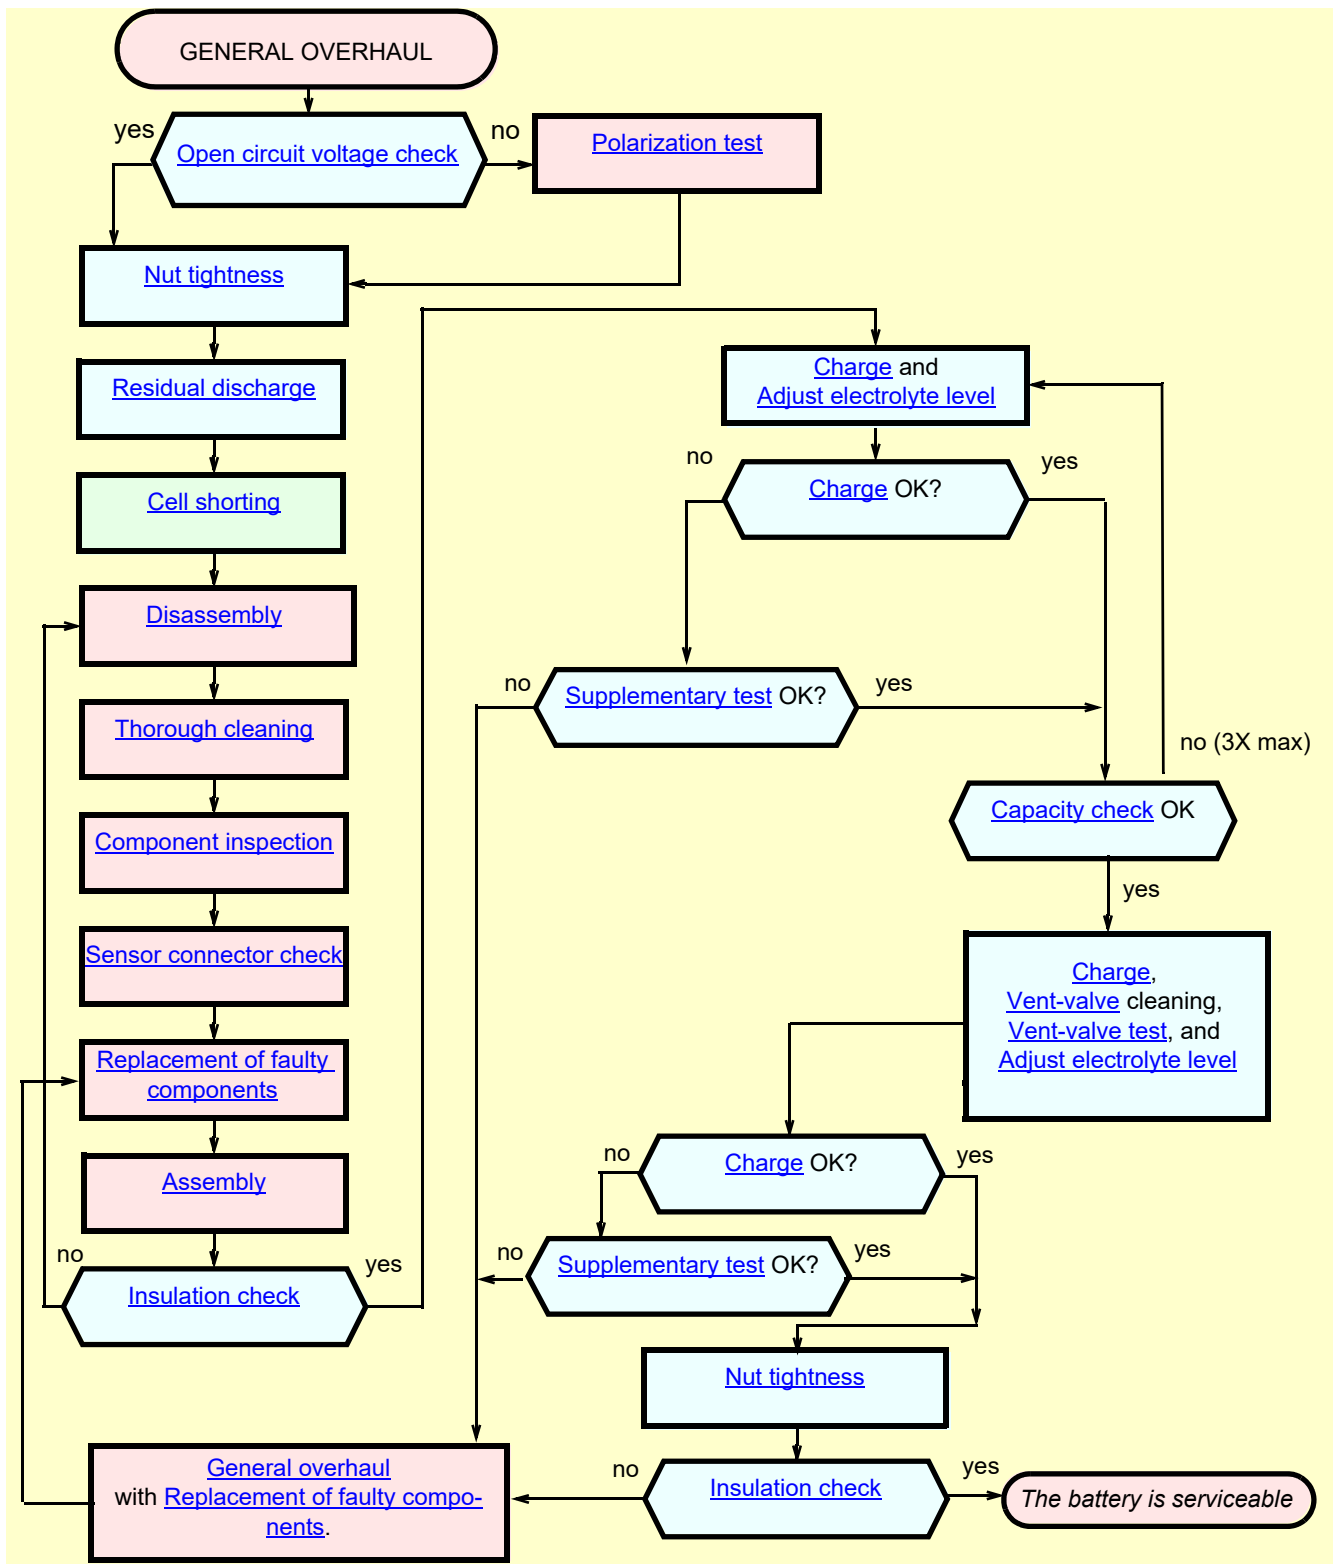 GENERAL OVERHAUL
yes
Open circuit voltage check
no
Polarization test
Nut tightness
Residual discharge
Cell shorting
Disassembly
Thorough cleaning
Component inspection
Sensor connector check
Replacement of faulty
components
Assembly
no
Insulation check
yes
Charge and
Adjust electrolyte level
no
Charge OK?
yes
no
Supplementary test OK?
yes
no (3X max)
Capacity check OK
yes
Charge,
Vent-valve cleaning,
Vent-valve test, and
Adjust electrolyte level
no
Charge OK?
yes
no
Supplementary test OK?
yes
Nut tightness
no
Insulation check
yes
The battery is serviceable
General overhaul
with Replacement of faulty compo-
nents.